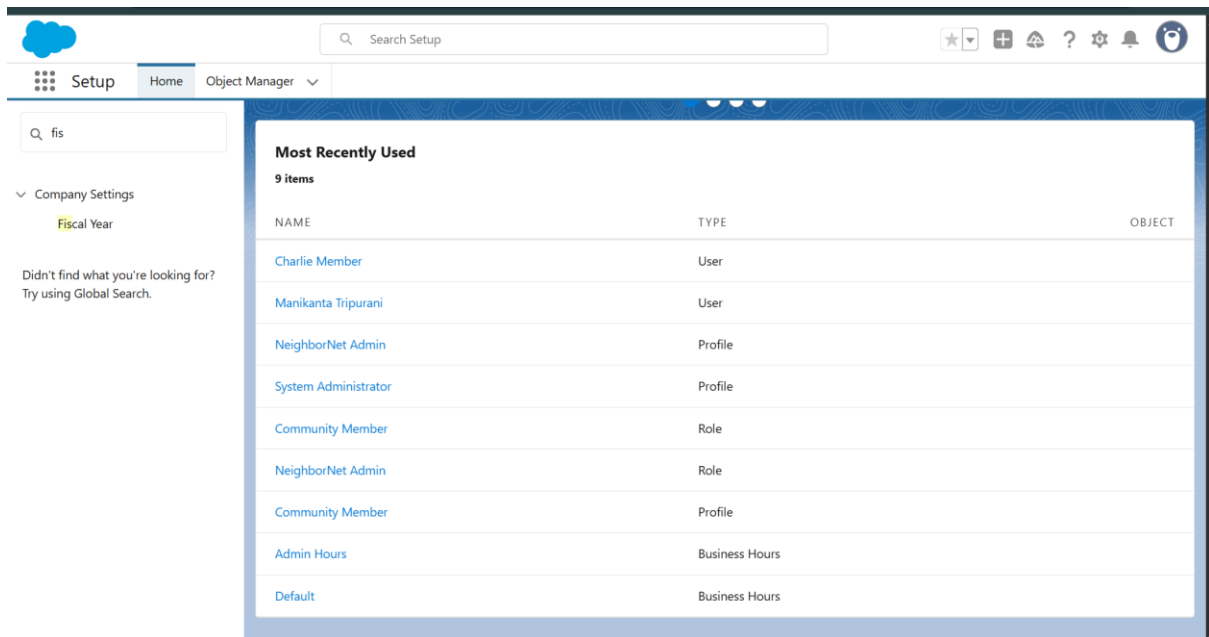 Search Setup
Setup Home Object Manager
fis
Company Settings
Fiscal Year
Didn't find what you're looking for?
Try using Global Search.
Most Recently Used
9 items
NAME TYPE OBJECT
Charlie Member User
Manikanta Tripurani User
NeighborNet Admin Profile
System Administrator Profile
Community Member Role
NeighborNet Admin Role
Community Member Profile
Admin Hours Business Hours
Default Business Hours